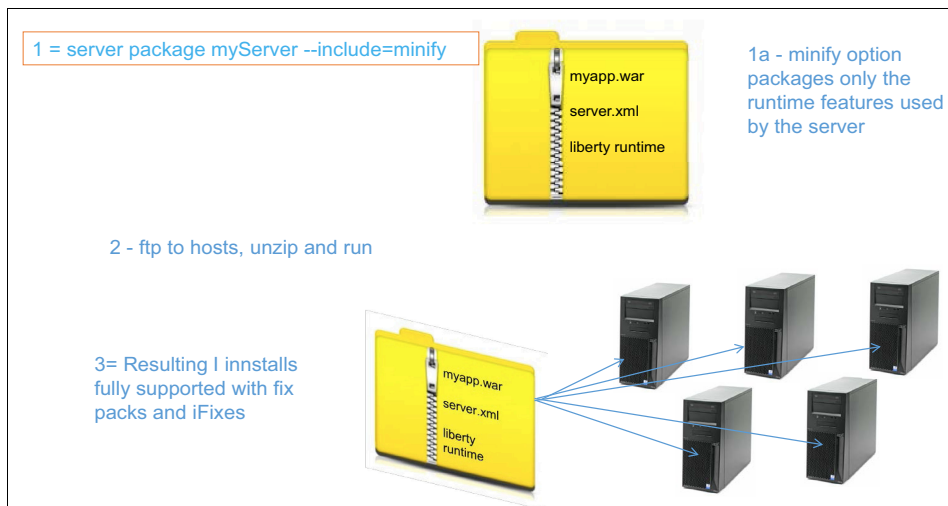 1 = server package myServer --include=minify
myapp.war
server.xml
liberty runtime
1a - minify option
packages only the
runtime features used
by the server
2 - ftp to hosts, unzip and run
3= Resulting I innstalls
fully supported with fix
packs and iFixes
myapp.war
server.xml
liberty
runtime